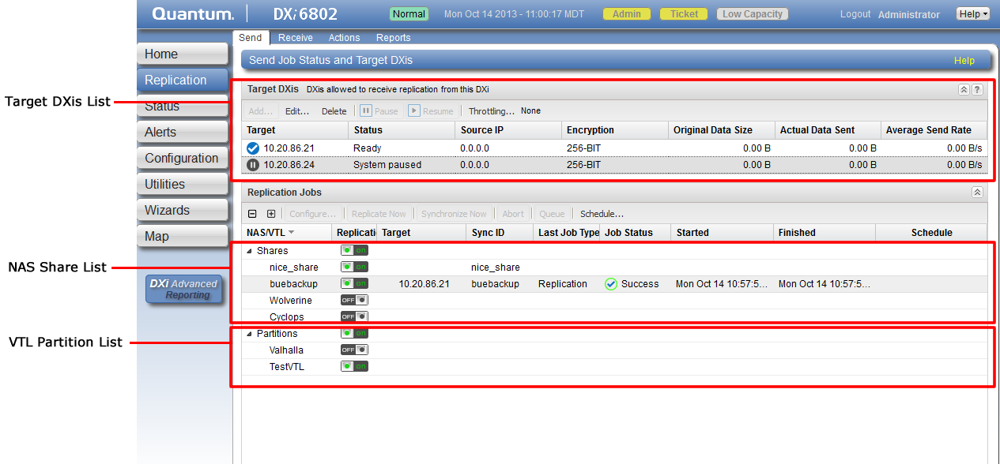 Quantum. DXi6802 Normal Mon Oct 14 2013 - 11:00:17 MDT Admin Ticket Low Capacity Logout Administrator Help
Send Receive Actions Reports
Home
Replication
Status
Alerts
Configuration
Utilities
Wizards
Map
DXi Advanced
Reporting
Target DXis List
NAS Share List
VTL Partition List
Send Job Status and Target DXis Help
Target DXis DXis allowed to receive replication from this DXi ?
Add... Edit... Delete Pause Resume Throttling... None
Target Status Source IP Encryption Original Data Size Actual Data Sent Average Send Rate
10.20.86.21 Ready 0.0.0.0 256-BIT 0.00 B 0.00 B 0.00 B/s
10.20.86.24 System paused 0.0.0.0 256-BIT 0.00 B 0.00 B 0.00 B/s
Replication Jobs
Configure... Replicate Now Synchronize Now Abort Queue Schedule...
NAS/VTL Replicati Target Sync ID Last Job Type Job Status Started Finished Schedule
Shares on
nice_share on nice_share
buebackup on 10.20.86.21 buebackup Replication Success Mon Oct 14 10:57:5... Mon Oct 14 10:57:5...
Wolverine OFF
Cyclops OFF
Partitions on
Valhalla OFF
TestVTL on